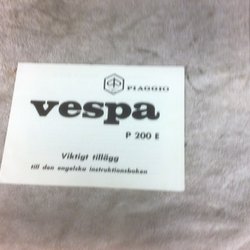 PIAGGIO
vespa
P 200 E
Viktigt tillägg
till den engelska instruktionsboken